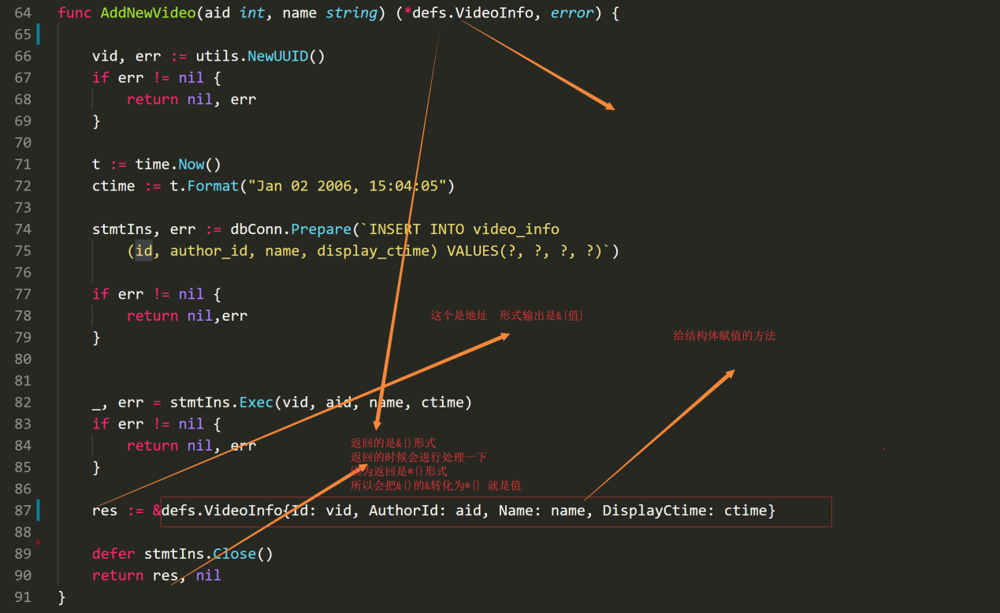 64 func AddNewVideo(aid int, name string) (*defs.VideoInfo, error) {
65
66 vid, err := utils.NewUUID()
67 if err != nil {
68 return nil, err
69 }
70
71 t := time.Now()
72 ctime := t.Format("Jan 02 2006, 15:04:05")
73
74 stmtIns, err := dbConn.Prepare(`INSERT INTO video_info
75 (id, author_id, name, display_ctime) VALUES(?, ?, ?, ?)`)
76
77 if err != nil {
78 return nil,err
这个是地址 形式输出是&{值}
给结构体赋值的方法
79 }
80
81
82 _, err = stmtIns.Exec(vid, aid, name, ctime)
83 if err != nil {
84 return nil, err
返回的是&{}形式
返回的时候会进行处理一下
因为返回是*{}形式
所以会把&{}的&转化为*{} 就是值
85 }
86
87 res := &defs.VideoInfo{Id: vid, AuthorId: aid, Name: name, DisplayCtime: ctime}
88
89 defer stmtIns.Close()
90 return res, nil
91 }